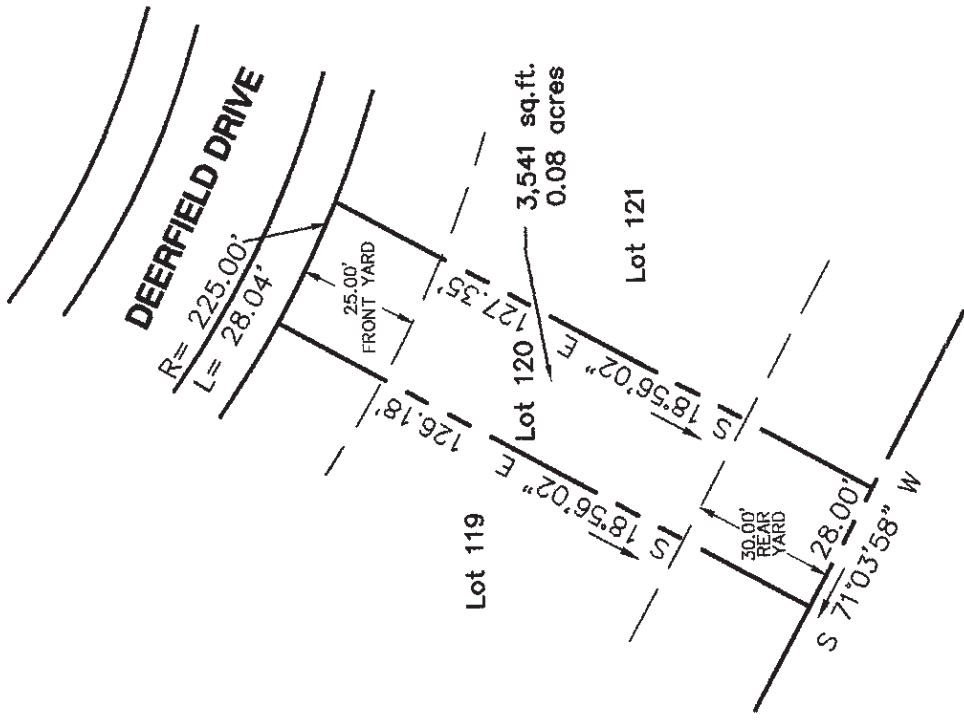 DEERFIELD DRIVE
R= 225.00'
L= 28.04'
25.00'
FRONT YARD
3,541 sq.ft.
0.08 acres
126.18'
S 18°56'02" E
127.35'
S 18°56'02" E
Lot 119
Lot 120
Lot 121
30.00'
REAR
YARD
28.00'
S 71°03'58" W